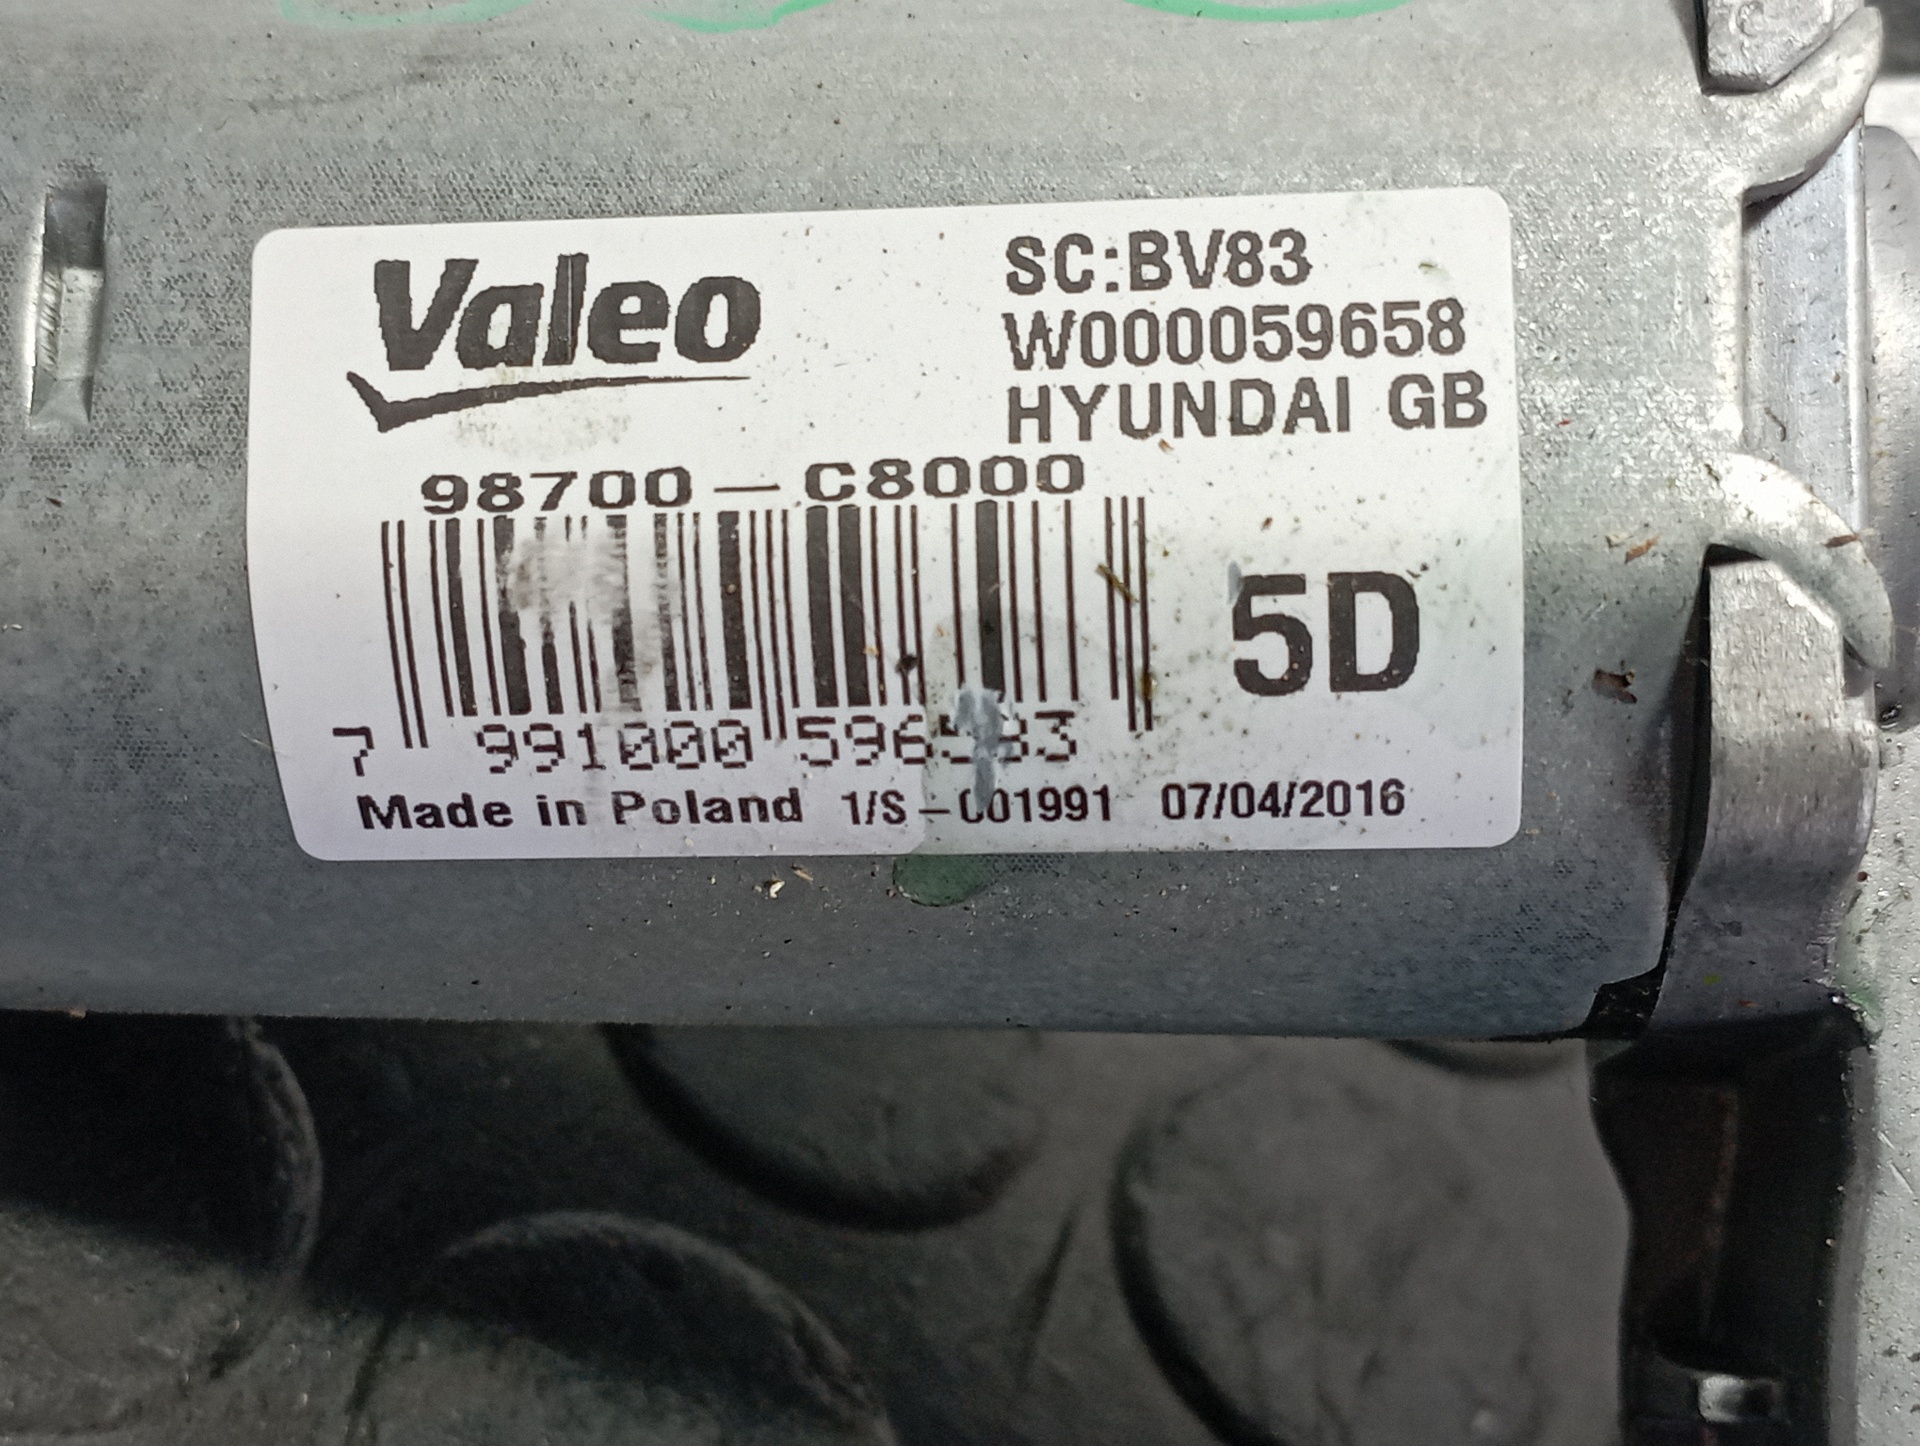 Valeo
SC:BV83
W000059658
HYUNDAI GB
98700-C8000
5D
7 991000 596583
Made in Poland 1/S-001991 07/04/2016